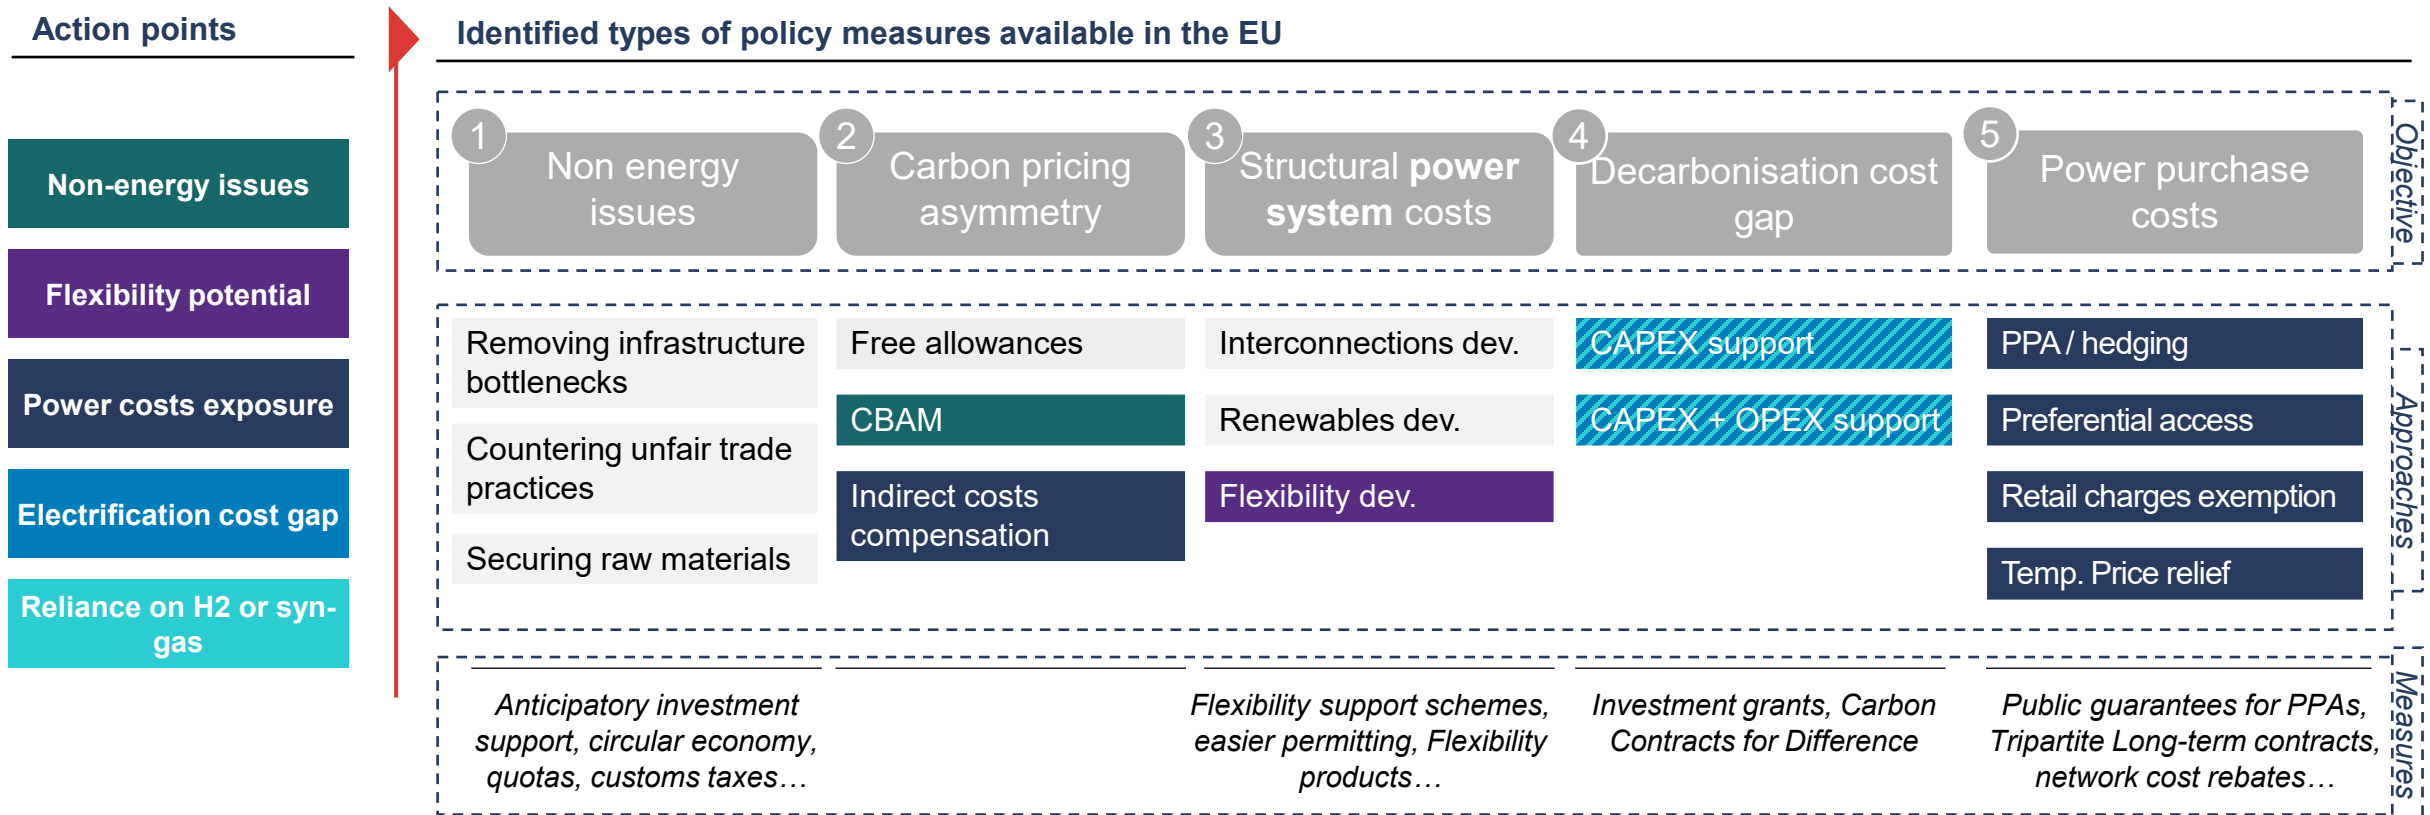 Action points
Identified types of policy measures available in the EU
Non-energy issues
Flexibility potential
Power costs exposure
Electrification cost gap
Reliance on H2 or syn-
gas
Objective
1
Non energy
issues
2
Carbon pricing
asymmetry
3
Structural power
system costs
4
Decarbonisation cost
gap
5
Power purchase
costs
Approaches
Removing infrastructure
bottlenecks
Countering unfair trade
practices
Securing raw materials
Free allowances
CBAM
Indirect costs
compensation
Interconnections dev.
Renewables dev.
Flexibility dev.
CAPEX support
CAPEX + OPEX support
PPA / hedging
Preferential access
Retail charges exemption
Temp. Price relief
Measures
Anticipatory investment
support, circular economy,
quotas, customs taxes…
Flexibility support schemes,
easier permitting, Flexibility
products…
Investment grants, Carbon
Contracts for Difference
Public guarantees for PPAs,
Tripartite Long-term contracts,
network cost rebates…